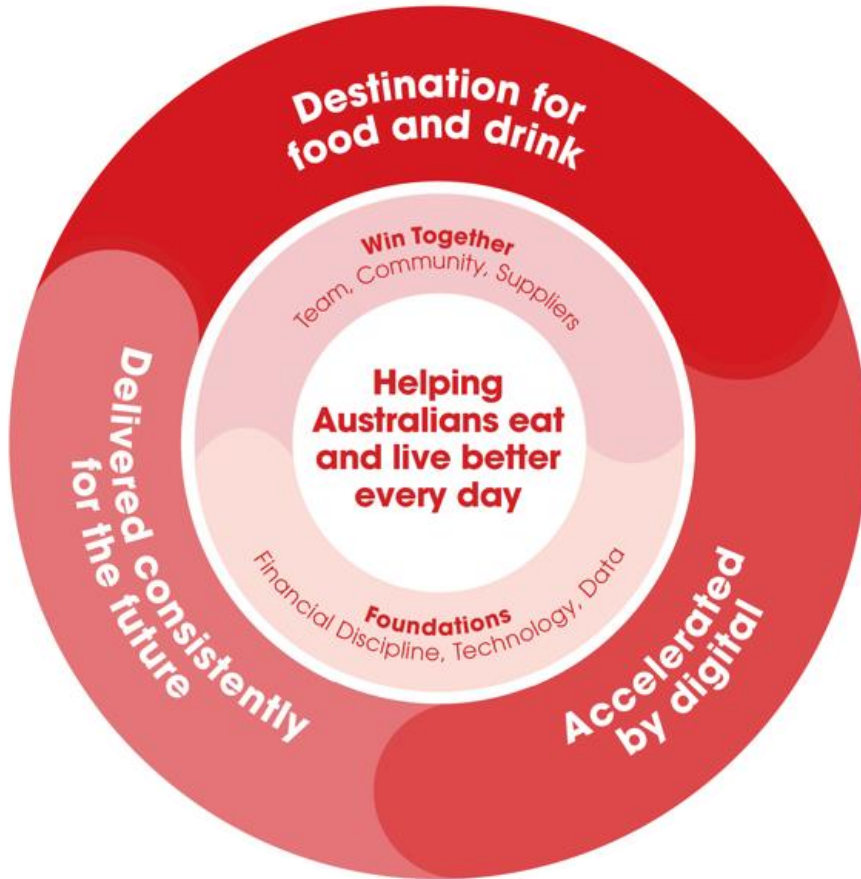 Destination for
food and drink
Win Together
Team, Community, Suppliers
Helping
Australians eat
and live better
every day
Foundations
Financial Discipline, Technology, Data
Accelerated
by digital
Delivered consistently
for the future